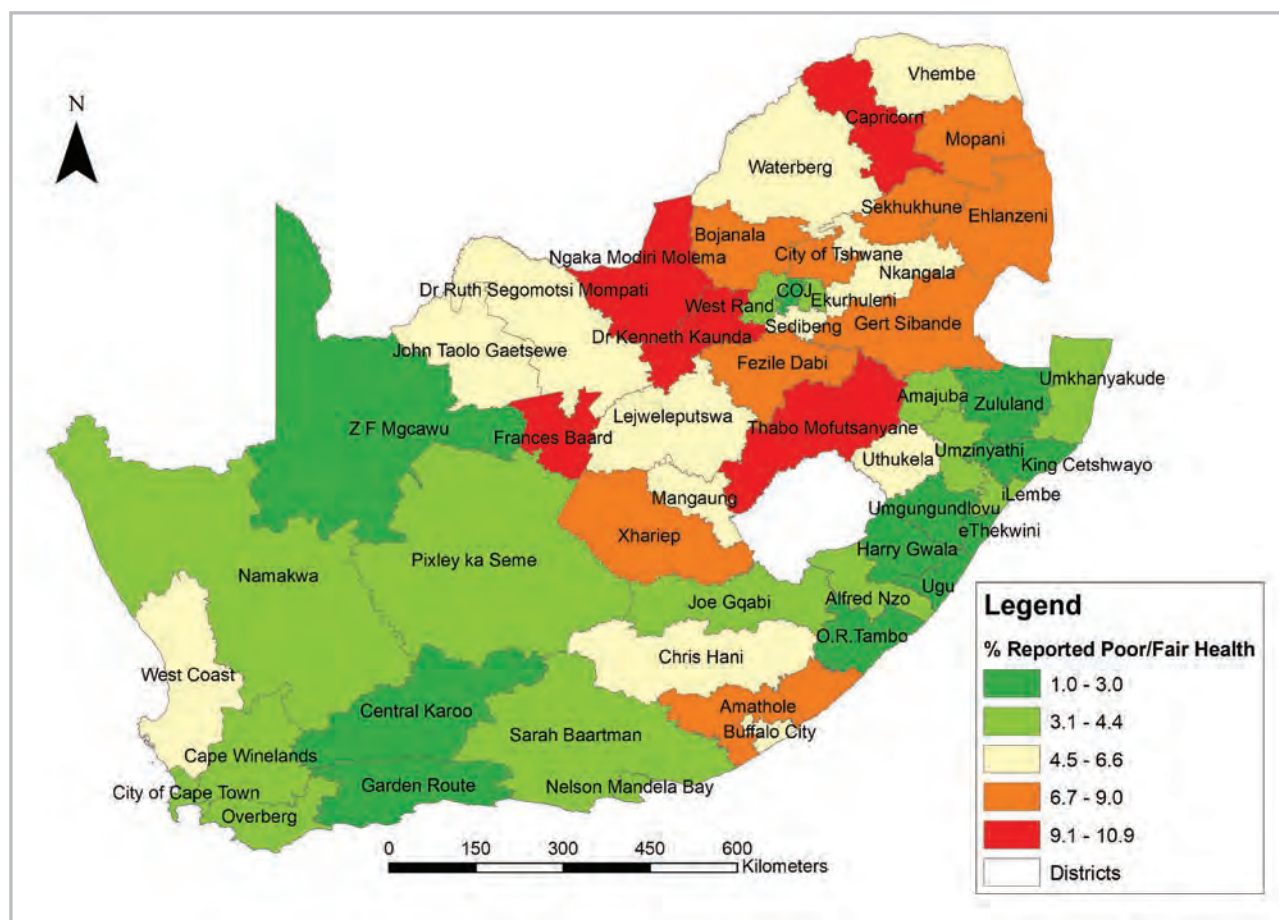 N
Vhembe
Capricorn
Mopani
Waterberg
Sekhukhune
Ehlanzeni
Bojanala
Ngaka Modiri Molema
City of Tshwane
Nkangala
Dr Ruth Segomotsi Mompati
COJ
West Rand
Ekurhuleni
Sedibeng
Gert Sibande
Dr Kenneth Kaunda
John Taolo Gaetsewe
Fezile Dabi
Umkhanyakude
Amajuba
Zululand
Z F Mgcawu
Lejweleputswa
Thabo Mofutsanyane
Frances Baard
Umzinyathi
Uthukela
King Cetshwayo
Mangaung
iLembe
Umgungundlovu
eThekwini
Xhariep
Harry Gwala
Pixley ka Seme
Namakwa
Ugu
Joe Gqabi
Alfred Nzo
O.R.Tambo
Chris Hani
West Coast
Central Karoo
Amathole
Buffalo City
Sarah Baartman
Cape Winelands
Garden Route
Nelson Mandela Bay
City of Cape Town
Overberg
0 150 300 450 600
Kilometers
Legend
% Reported Poor/Fair Health
1.0 - 3.0
3.1 - 4.4
4.5 - 6.6
6.7 - 9.0
9.1 - 10.9
Districts